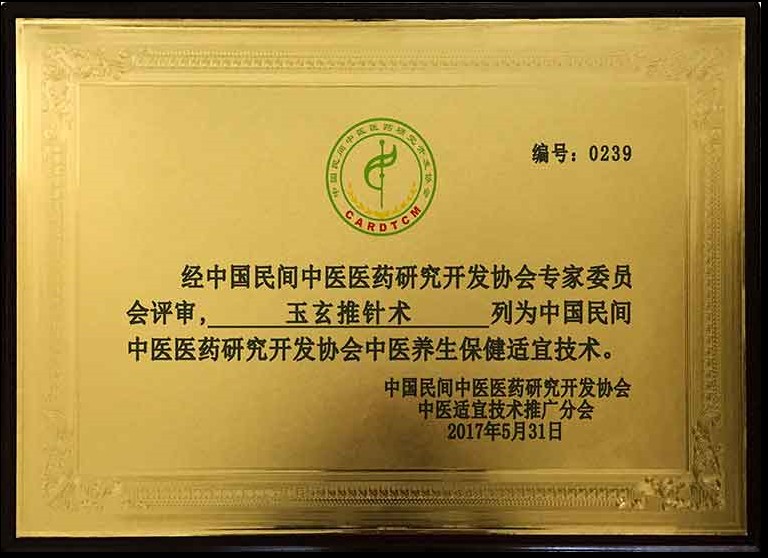 中国民间中医医药研究开发协会
CARDTCM
编号：0239
经中国民间中医医药研究开发协会专家委员
会评审，玉玄推针术列为中国民间
中医医药研究开发协会中医养生保健适宜技术。
中国民间中医医药研究开发协会
中医适宜技术推广分会
2017年5月31日